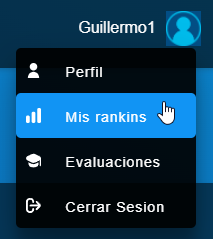 Guillermo1
Perfil
Mis rankins
Evaluaciones
Cerrar Sesion